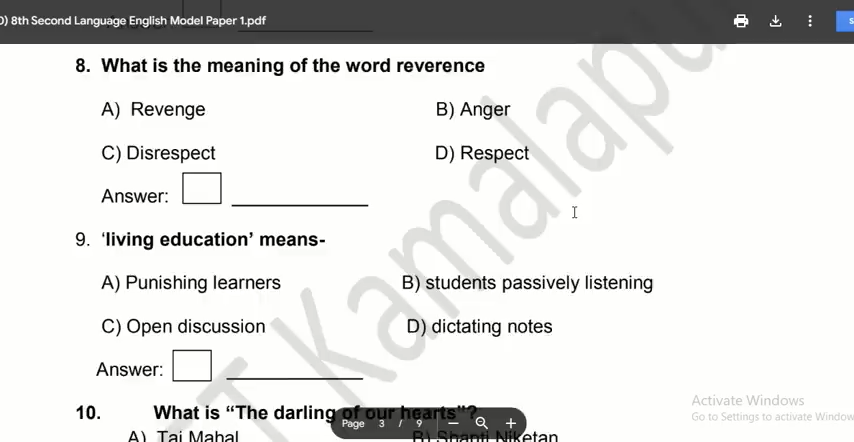 D) 8th Second Language English Model Paper 1.pdf
8. What is the meaning of the word reverence
A) Revenge B) Anger
C) Disrespect D) Respect
Answer:
9. ‘living education’ means-
A) Punishing learners B) students passively listening
C) Open discussion D) dictating notes
Answer:
10. What is “The darling of our hearts"?
A) Taj Mahal B) Shanti Niketan
Page 3 / 9
Activate Windows
Go to Settings to activate Window
Kamalapu